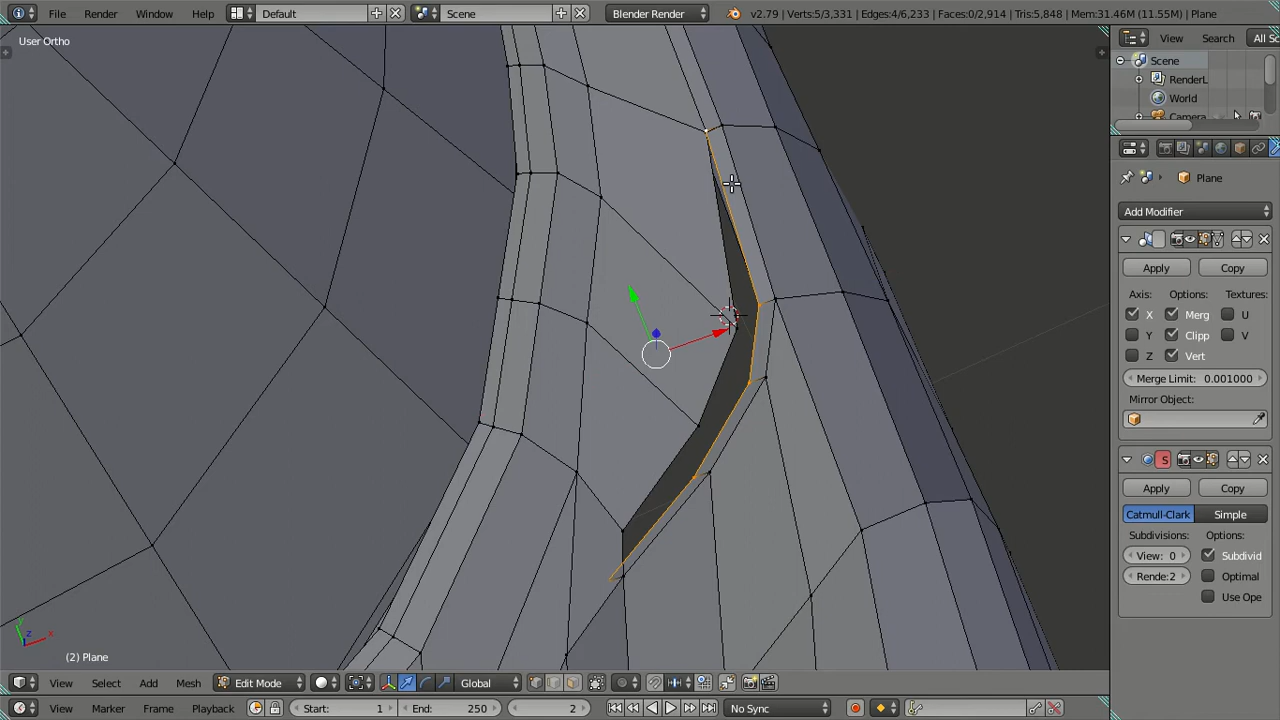 File Render Window Help Default Scene Blender Render v2.79 | Verts:5/3,331 | Edges:4/6,233 | Faces:0/2,914 | Tris:5,848 | Mem:31.46M (11.55M) | Plane
User Ortho
View Search All Sc
Scene
RenderL
World
Camera
Plane
Add Modifier
Apply Copy
Axis: Options: Textures:
X Merg U
Y Clipp V
Z Vert
Merge Limit: 0.001000
Mirror Object:
S
Apply Copy
Catmull-Clark Simple
Subdivisions: Options:
View: 0 Subdivid
Rende:2 Optimal
Use Ope
y z x
(2) Plane
View Select Add Mesh Edit Mode Global
View Marker Frame Playback Start: 1 End: 250 2 No Sync